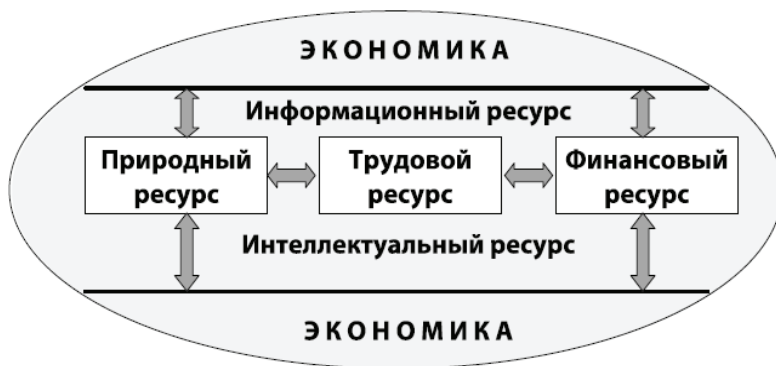 ЭКОНОМИКА
Информационный ресурс
Природный
ресурс
Трудовой
ресурс
Финансовый
ресурс
Интеллектуальный ресурс
ЭКОНОМИКА